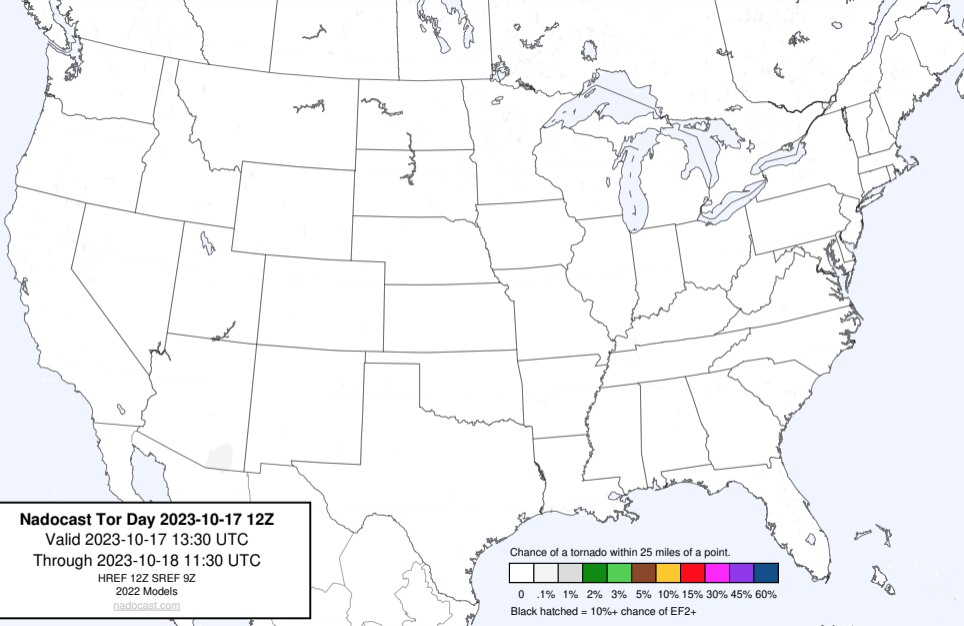 Nadocast Tor Day 2023-10-17 12Z
Valid 2023-10-17 13:30 UTC
Through 2023-10-18 11:30 UTC
HREF 12Z SREF 9Z
2022 Models
nadocast.com
Chance of a tornado within 25 miles of a point.
0 .1% 1% 2% 3% 5% 10% 15% 30% 45% 60%
Black hatched = 10%+ chance of EF2+